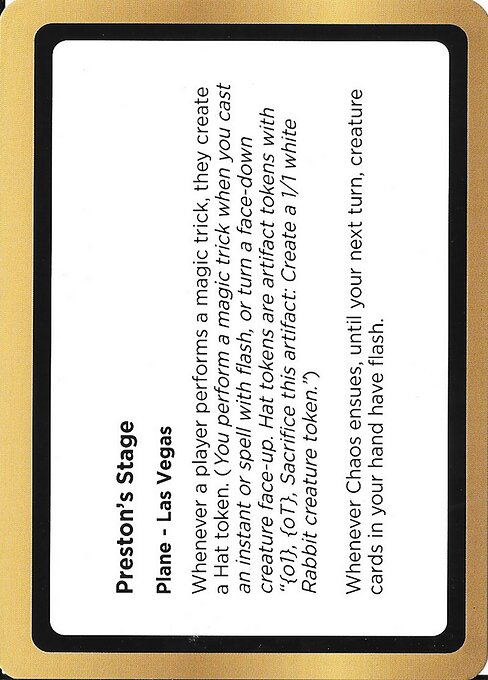 Preston's Stage
Plane - Las Vegas
Whenever a player performs a magic trick, they create
a Hat token. (You perform a magic trick when you cast
an instant or spell with flash, or turn a face-down
creature face-up. Hat tokens are artifact tokens with
“{o1}, {oT}, Sacrifice this artifact: Create a 1/1 white
Rabbit creature token.”)
Whenever Chaos ensues, until your next turn, creature
cards in your hand have flash.